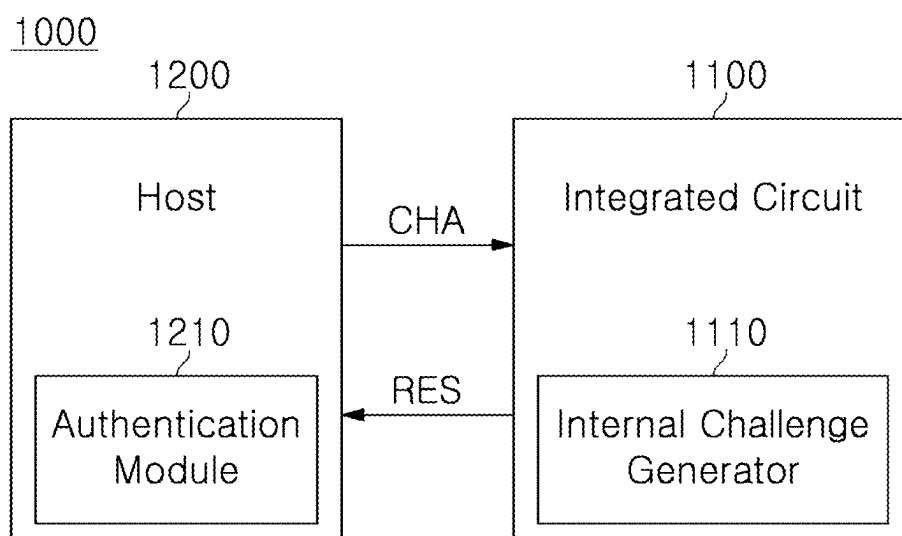 1000
1200
1100
Host
Integrated Circuit
CHA
1210
1110
RES
Authentication
Module
Internal Challenge
Generator